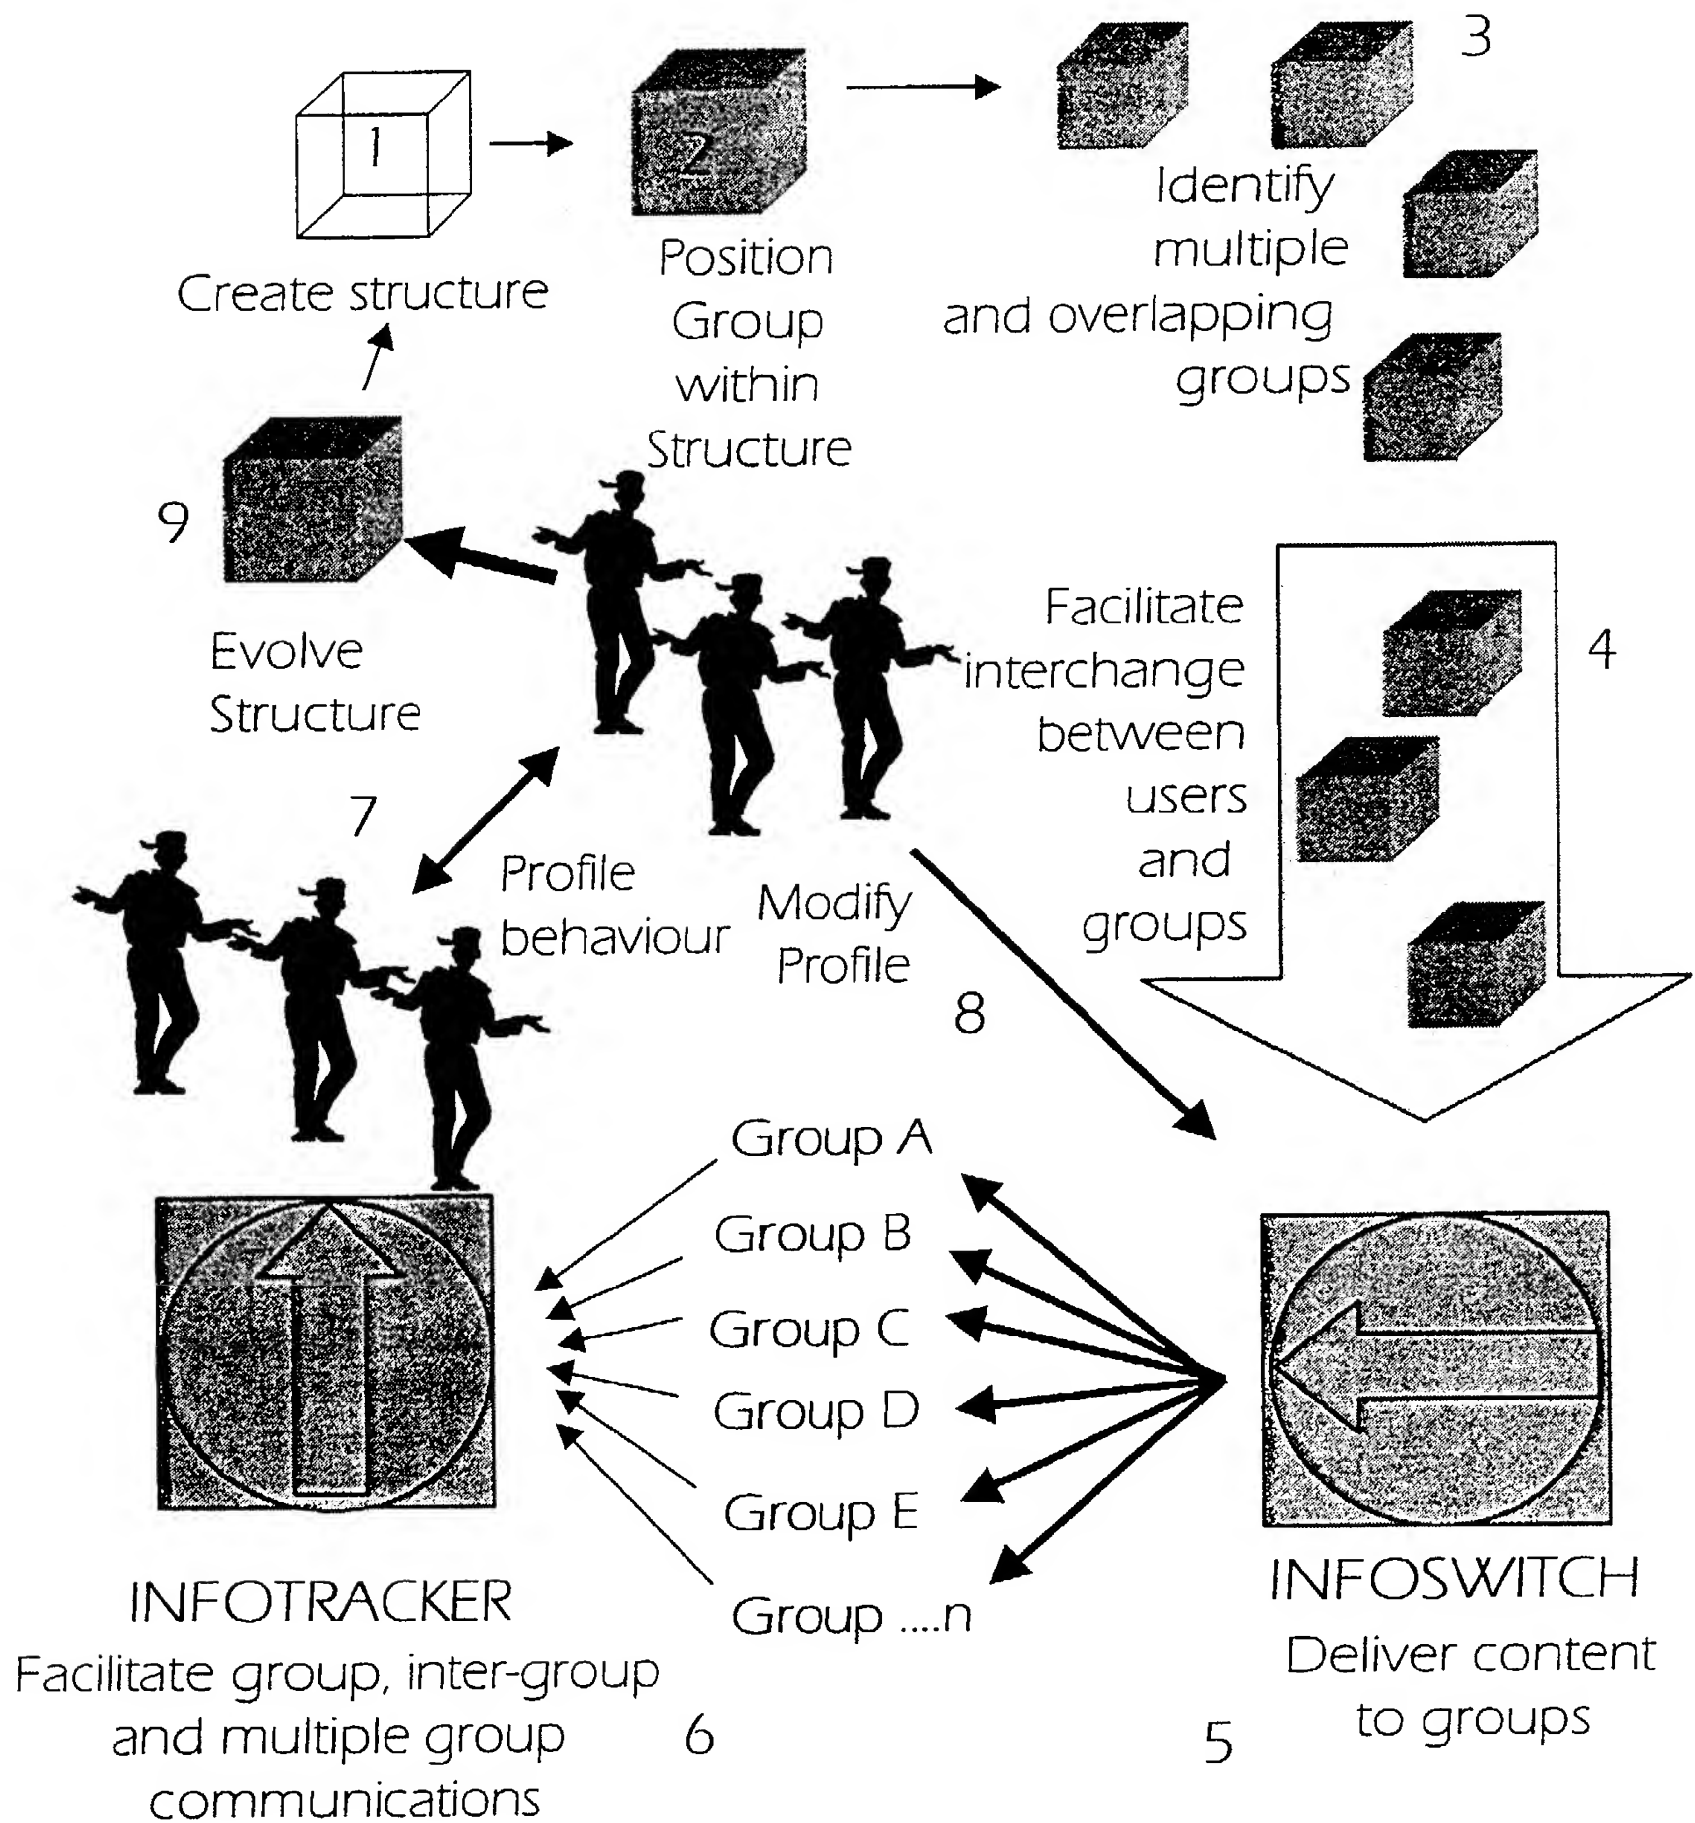 1
Create structure
2
Position
Group
within
Structure
3
Identify
multiple
and overlapping
groups
Facilitate
interchange
between
users
and
groups
4
INFOSWITCH
Deliver content
to groups
5
Group A
Group B
Group C
Group D
Group E
Group ....n
INFOTRACKER
Facilitate group, inter-group
and multiple group
communications
6
7
Profile
behaviour
Modify
Profile
8
9
Evolve
Structure